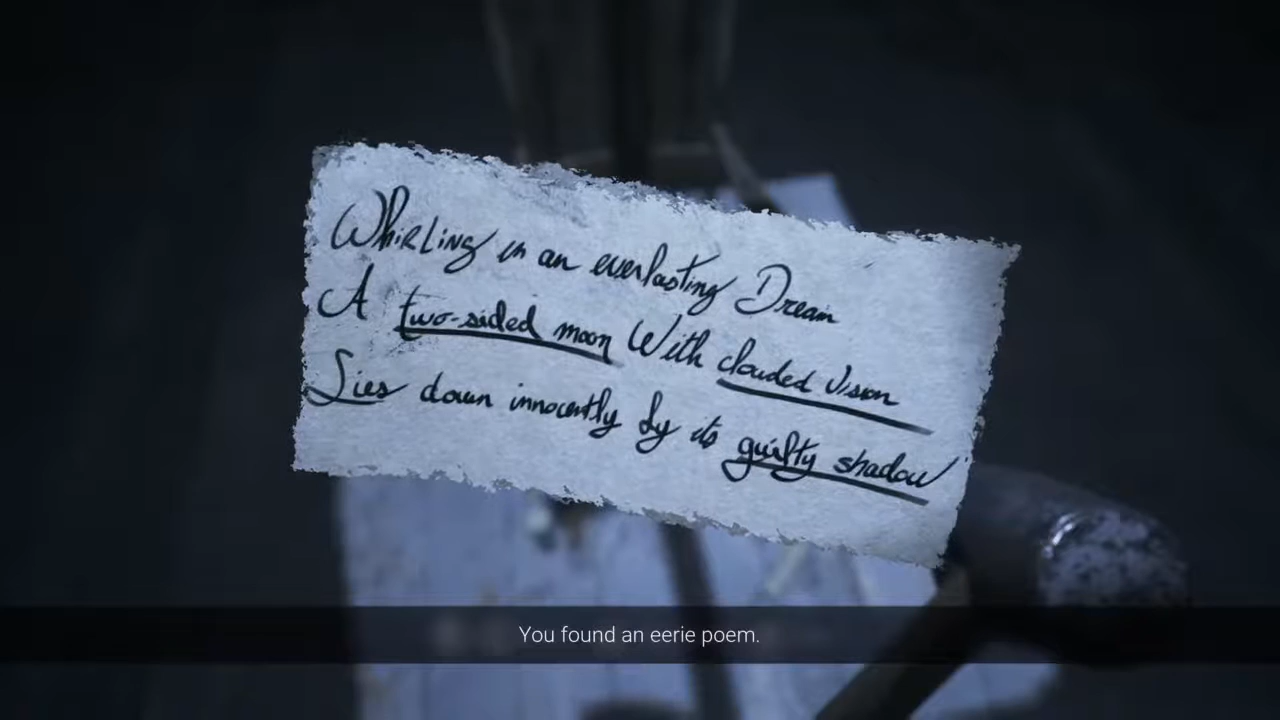 Whirling in an everlasting Dream
A two-sided moon With clouded vision
Lies down innocently by its guilty shadow
You found an eerie poem.